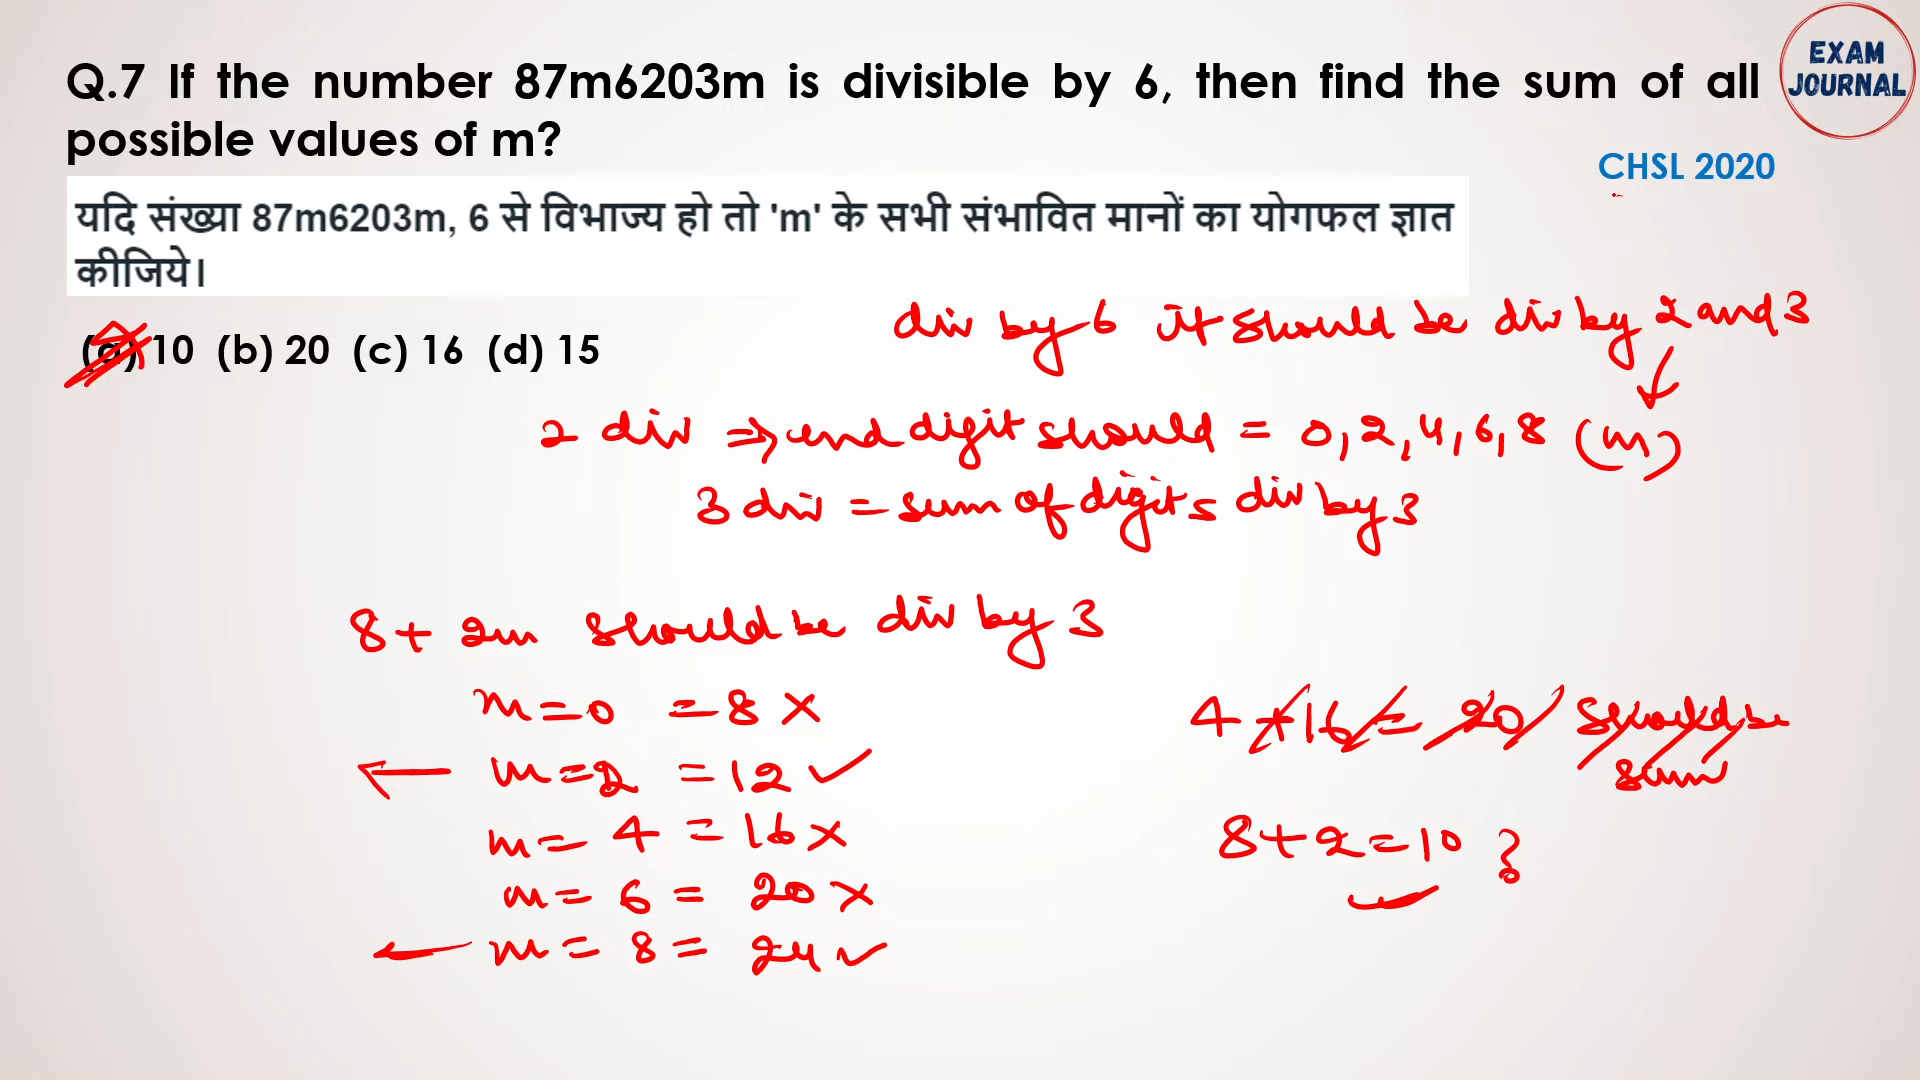 Q.7 If the number 87m6203m is divisible by 6, then find the sum of all
possible values of m?
EXAM
JOURNAL
CHSL 2020
यदि संख्या 87m6203m, 6 से विभाज्य हो तो 'm' के सभी संभावित मानों का योगफल ज्ञात
कीजिये।
(a) 10 (b) 20 (c) 16 (d) 15
div by 6 it should be div by 2 and 3
2 div ⇒ end digit should = 0, 2, 4, 6, 8 (m)
3 div = sum of digits div by 3
8 + 2m should be div by 3
m = 0 = 8 ×
m = 2 = 12 ✓
m = 4 = 16 ×
m = 6 = 20 ×
m = 8 = 24 ✓
4 + 16 = 20 should be
sum
8 + 2 = 10